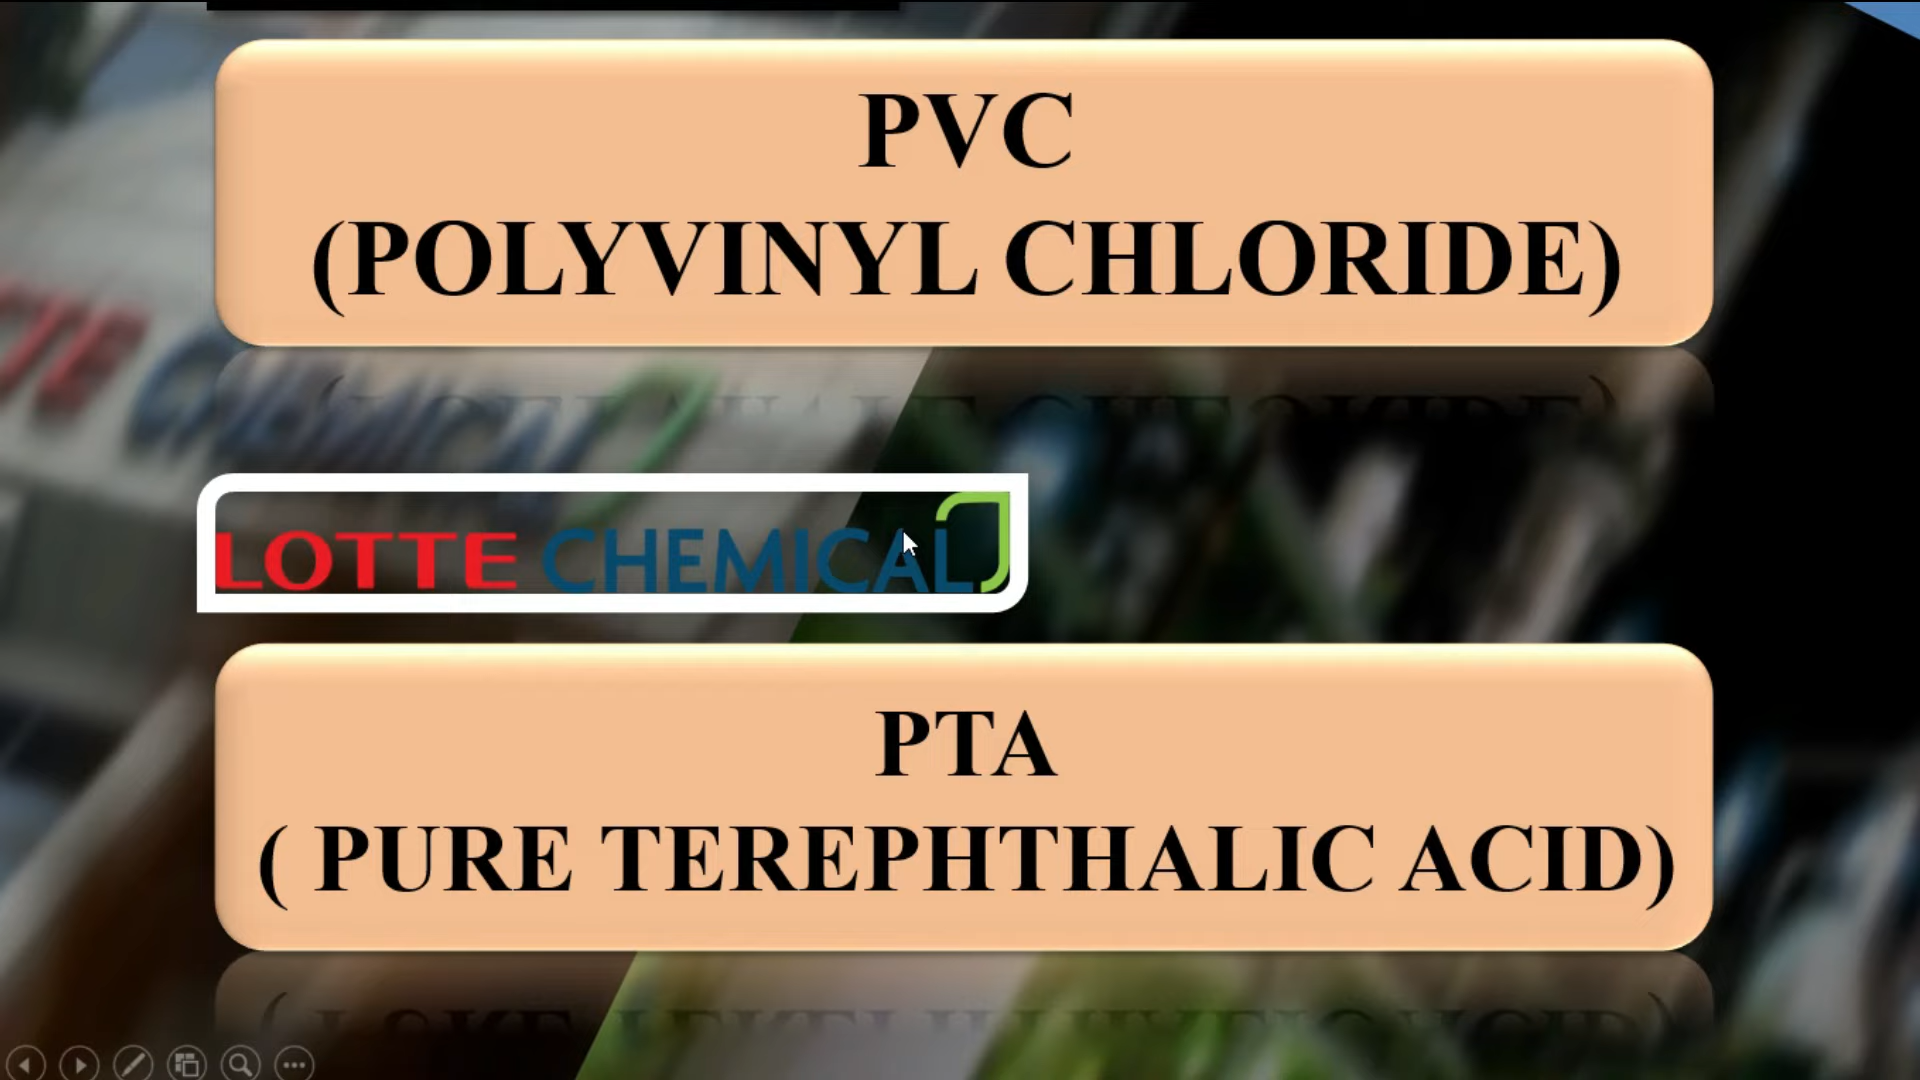 PVC
(POLYVINYL CHLORIDE)
LOTTE CHEMICAL
PTA
( PURE TEREPHTHALIC ACID)